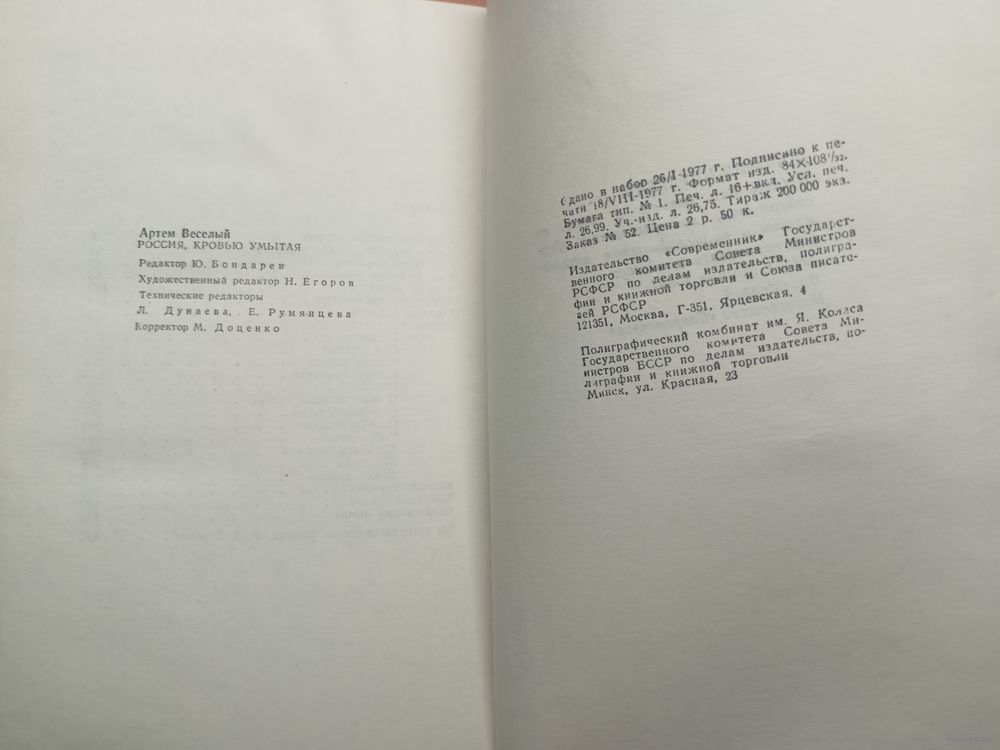 Артем Веселый
РОССИЯ, КРОВЬЮ УМЫТАЯ
Редактор Ю. Бондарев
Художественный редактор Н. Егоров
Технические редакторы
Л. Дунаева, Е. Румянцева
Корректор М. Доценко
Сдано в набор 26/I-1977 г. Подписано к пе-
чати 18/VIII-1977 г. Формат изд. 84×108 1/32.
Бумага тип. № 1. Печ. л. 16+вкл. Усл. печ.
л. 26,99. Уч.-изд. л. 26,75. Тираж 200 000 экз.
Заказ № 52. Цена 2 р. 50 к.
Издательство «Современник» Государст-
венного комитета Совета Министров
РСФСР по делам издательств, полигра-
фии и книжной торговли и Союза писате-
лей РСФСР
121351, Москва, Г-351, Ярцевская, 4
Полиграфический комбинат им. Я. Коласа
Государственного комитета Совета Ми-
нистров БССР по делам издательств, по-
лиграфии и книжной торговли
Минск, ул. Красная, 23